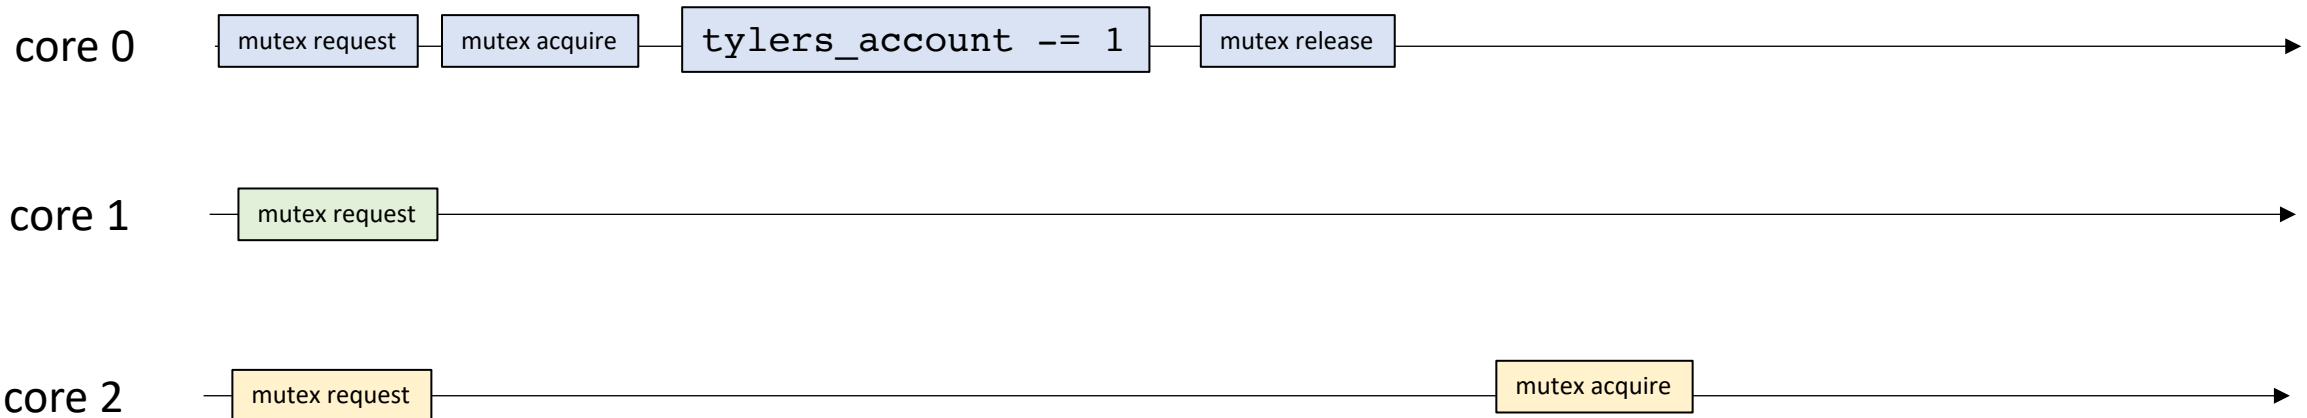 core 0 mutex request mutex acquire tylers_account -= 1 mutex release
core 1 mutex request
core 2 mutex request mutex acquire